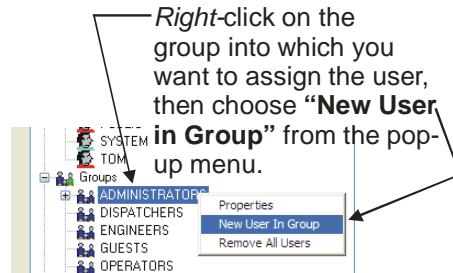 Right-click on the
group into which you
want to assign the user,
then choose “New User
in Group” from the pop-
up menu.
SYSTEM
TOM
Groups
ADMINISTRATORS
DISPATCHERS
ENGINEERS
GUESTS
OPERATORS
Properties
New User In Group
Remove All Users